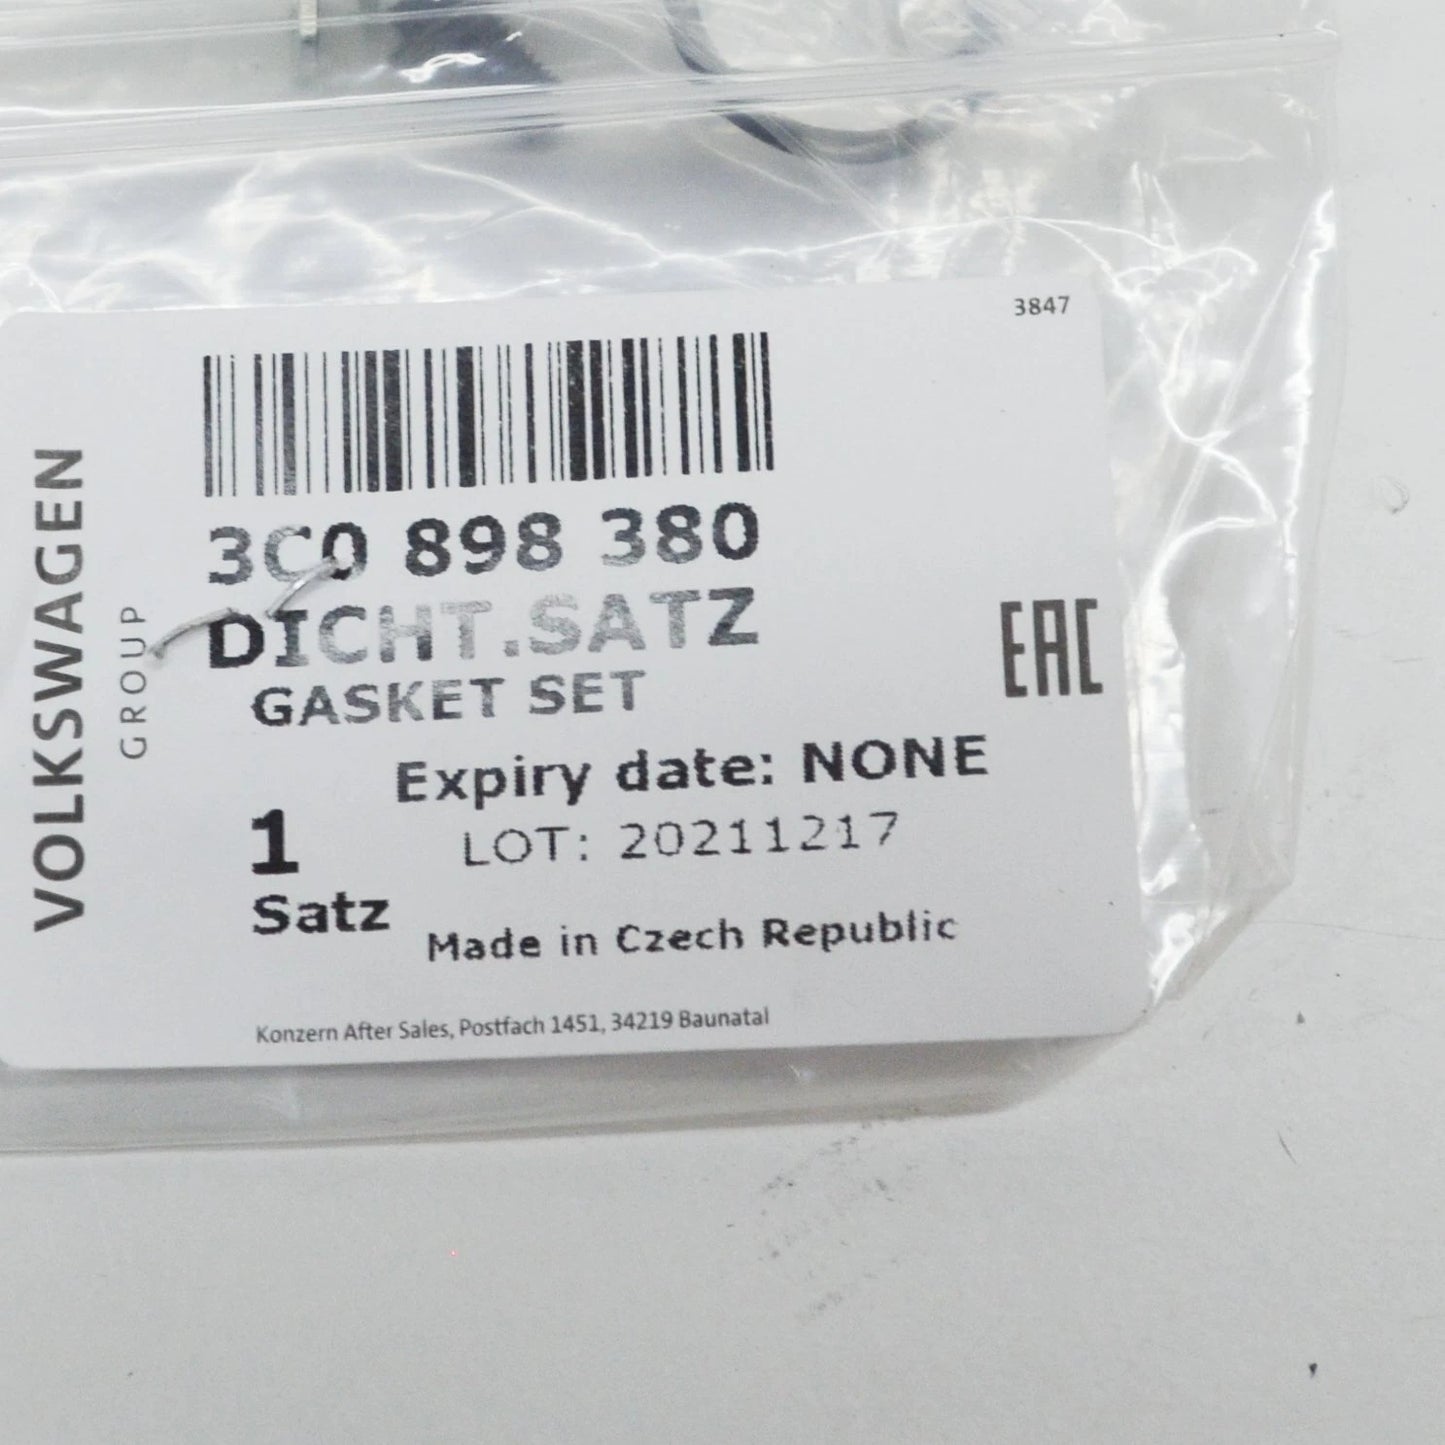 3847
VOLKSWAGEN
GROUP
3C0 898 380
DICHT.SATZ
GASKET SET
EAC
Expiry date: NONE
1
LOT: 20211217
Satz
Made in Czech Republic
Konzern After Sales, Postfach 1451, 34219 Baunatal